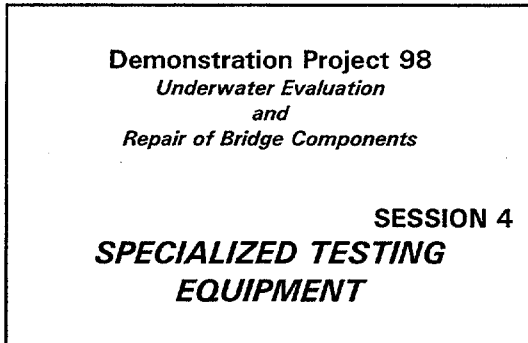 Demonstration Project 98
Underwater Evaluation
and
Repair of Bridge Components
SESSION 4
SPECIALIZED TESTING
EQUIPMENT